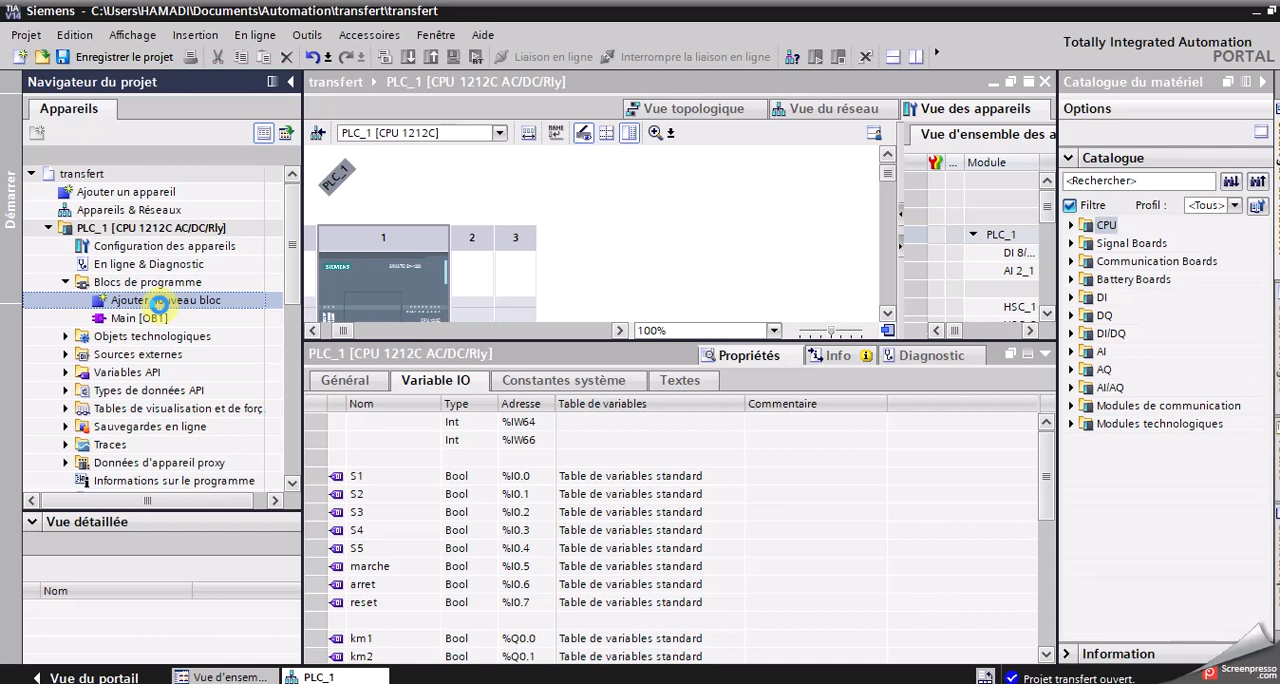 TIA V14 Siemens - C:\Users\HAMADI\Documents\Automation\transfert\transfert
Projet Edition Affichage Insertion En ligne Outils Accessoires Fenêtre Aide
Totally Integrated Automation
PORTAL
Enregistrer le projet Liaison en ligne Interrompre la liaison en ligne
Navigateur du projet
Appareils
Démarrer
transfert
Ajouter un appareil
Appareils & Réseaux
PLC_1 [CPU 1212C AC/DC/Rly]
Configuration des appareils
En ligne & Diagnostic
Blocs de programme
Ajouter nouveau bloc
Main [OB1]
Objets technologiques
Sources externes
Variables API
Types de données API
Tables de visualisation et de forç
Sauvegardes en ligne
Traces
Données d'appareil proxy
Informations sur le programme
Vue détaillée
Nom
transfert PLC_1 [CPU 1212C AC/DC/Rly]
Vue topologique Vue du réseau Vue des appareils
PLC_1 [CPU 1212C]
Vue d'ensemble des a
... Module
PLC_1
DI 8/...
AI 2_1
HSC_1
PLC_1
1 2 3
SIEMENS
100%
PLC_1 [CPU 1212C AC/DC/Rly]
Propriétés Info Diagnostic
Général Variable IO Constantes système Textes
Nom Type Adresse Table de variables Commentaire
Int %IW64
Int %IW66
S1 Bool %I0.0 Table de variables standard
S2 Bool %I0.1 Table de variables standard
S3 Bool %I0.2 Table de variables standard
S4 Bool %I0.3 Table de variables standard
S5 Bool %I0.4 Table de variables standard
marche Bool %I0.5 Table de variables standard
arret Bool %I0.6 Table de variables standard
reset Bool %I0.7 Table de variables standard
km1 Bool %Q0.0 Table de variables standard
km2 Bool %Q0.1 Table de variables standard
Catalogue du matériel
Options
Catalogue
<Rechercher>
Filtre Profil : <Tous>
CPU
Signal Boards
Communication Boards
Battery Boards
DI
DQ
DI/DQ
AI
AQ
AI/AQ
Modules de communication
Modules technologiques
Information
Vue du portail Vue d'ensem... PLC_1 Projet transfert ouvert.
Screenpresso
.com